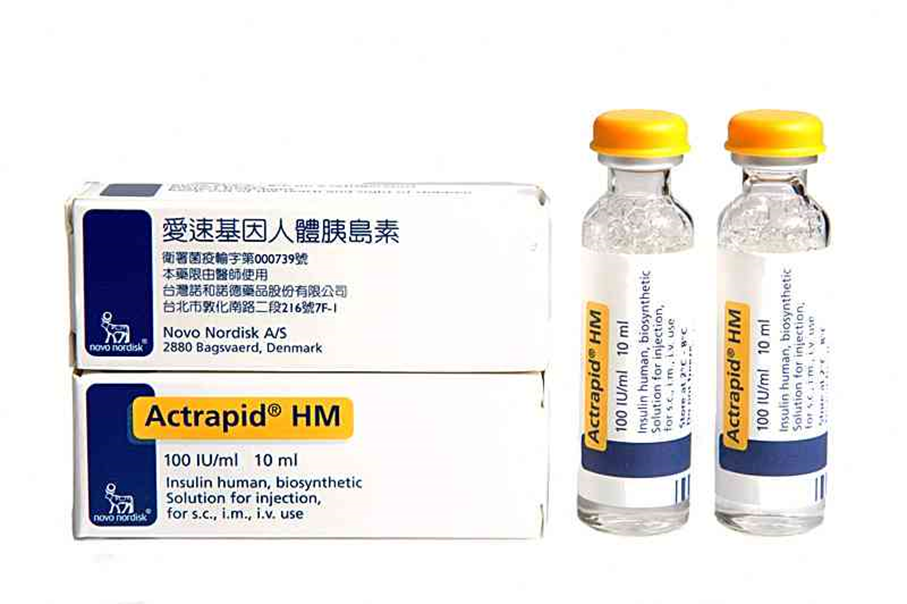 愛速基因人體胰島素
衛署菌疫輸字第000739號
本藥限由醫師使用
台灣諾和諾德藥品股份有限公司
台北市敦化南路二段216號7F-1
Novo Nordisk A/S
2880 Bagsvaerd, Denmark
novo nordisk®
Actrapid® HM
100 IU/ml 10 ml
Insulin human, biosynthetic
Solution for injection,
for s.c., i.m., i.v. use
novo nordisk®
Actrapid® HM
100 IU/ml 10 ml
Insulin human, biosynthetic
Solution for injection,
for s.c., i.m., i.v. use
Store at 2°C - 8°C
Actrapid® HM
100 IU/ml 10 ml
Insulin human, biosynthetic
Solution for injection,
for s.c., i.m., i.v. use